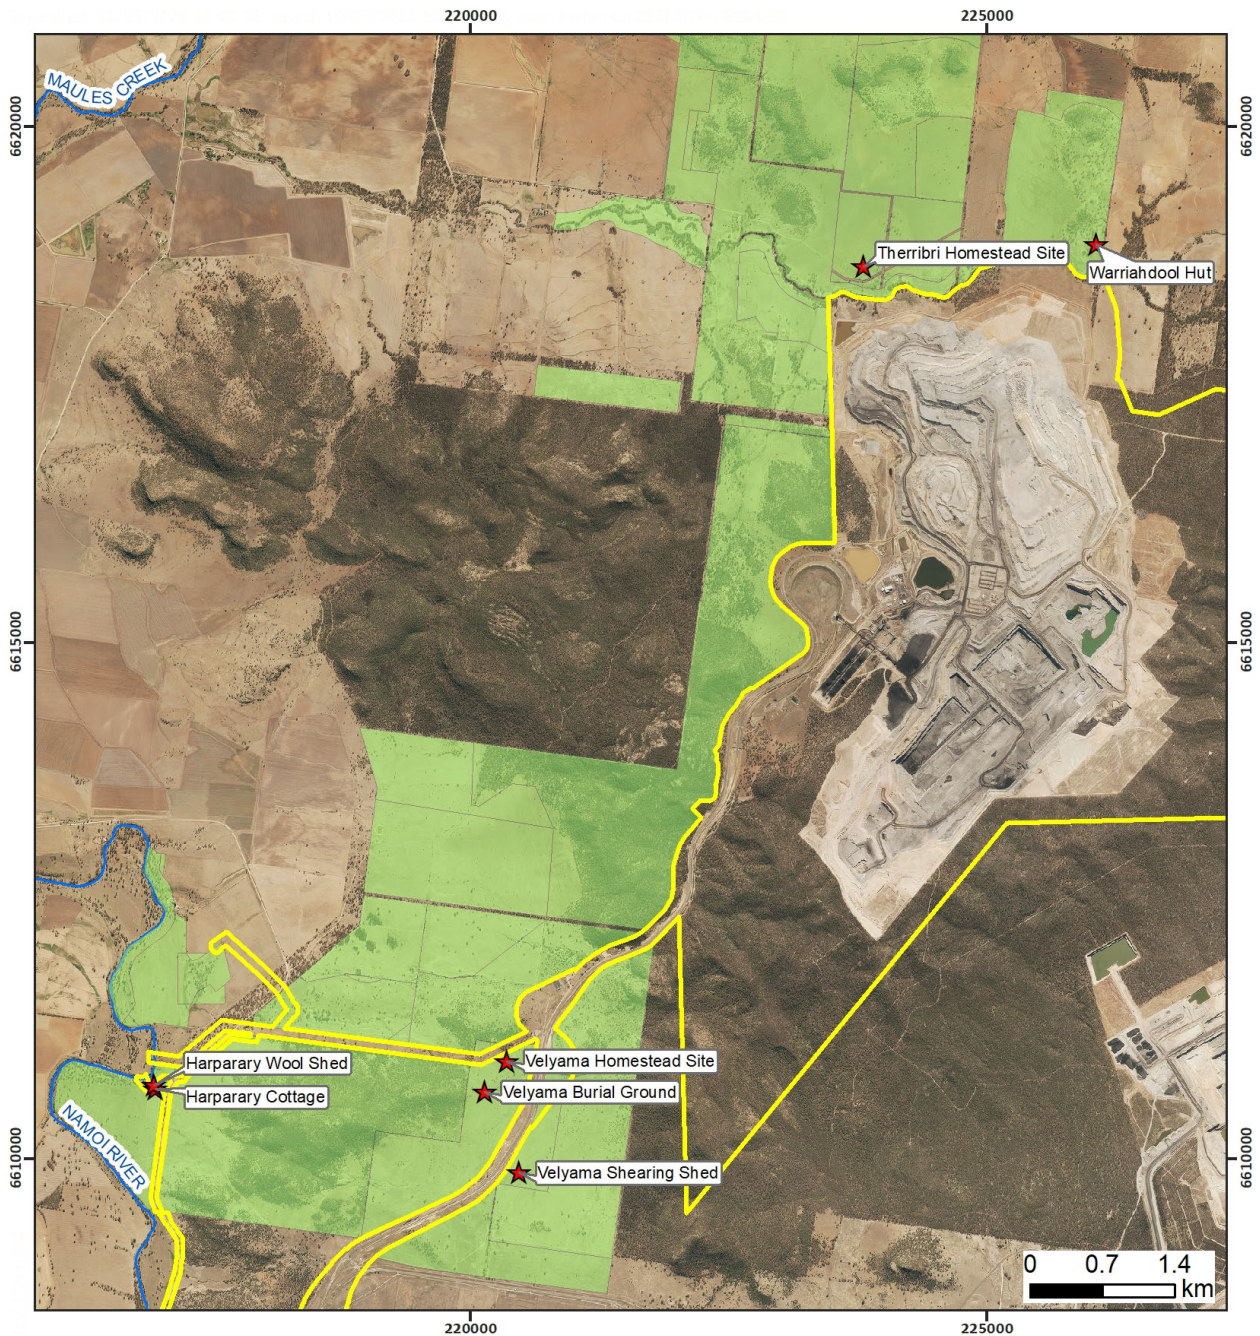 220000
225000
MAULES CREEK
6620000
6620000
Therribri Homestead Site
Warriahdool Hut
6615000
6615000
Harparary Wool Shed
Velyama Homestead Site
Harparary Cottage
Velyama Burial Ground
NAMOI RIVER
6610000
6610000
Velyama Shearing Shed
0 0.7 1.4
km
220000
225000